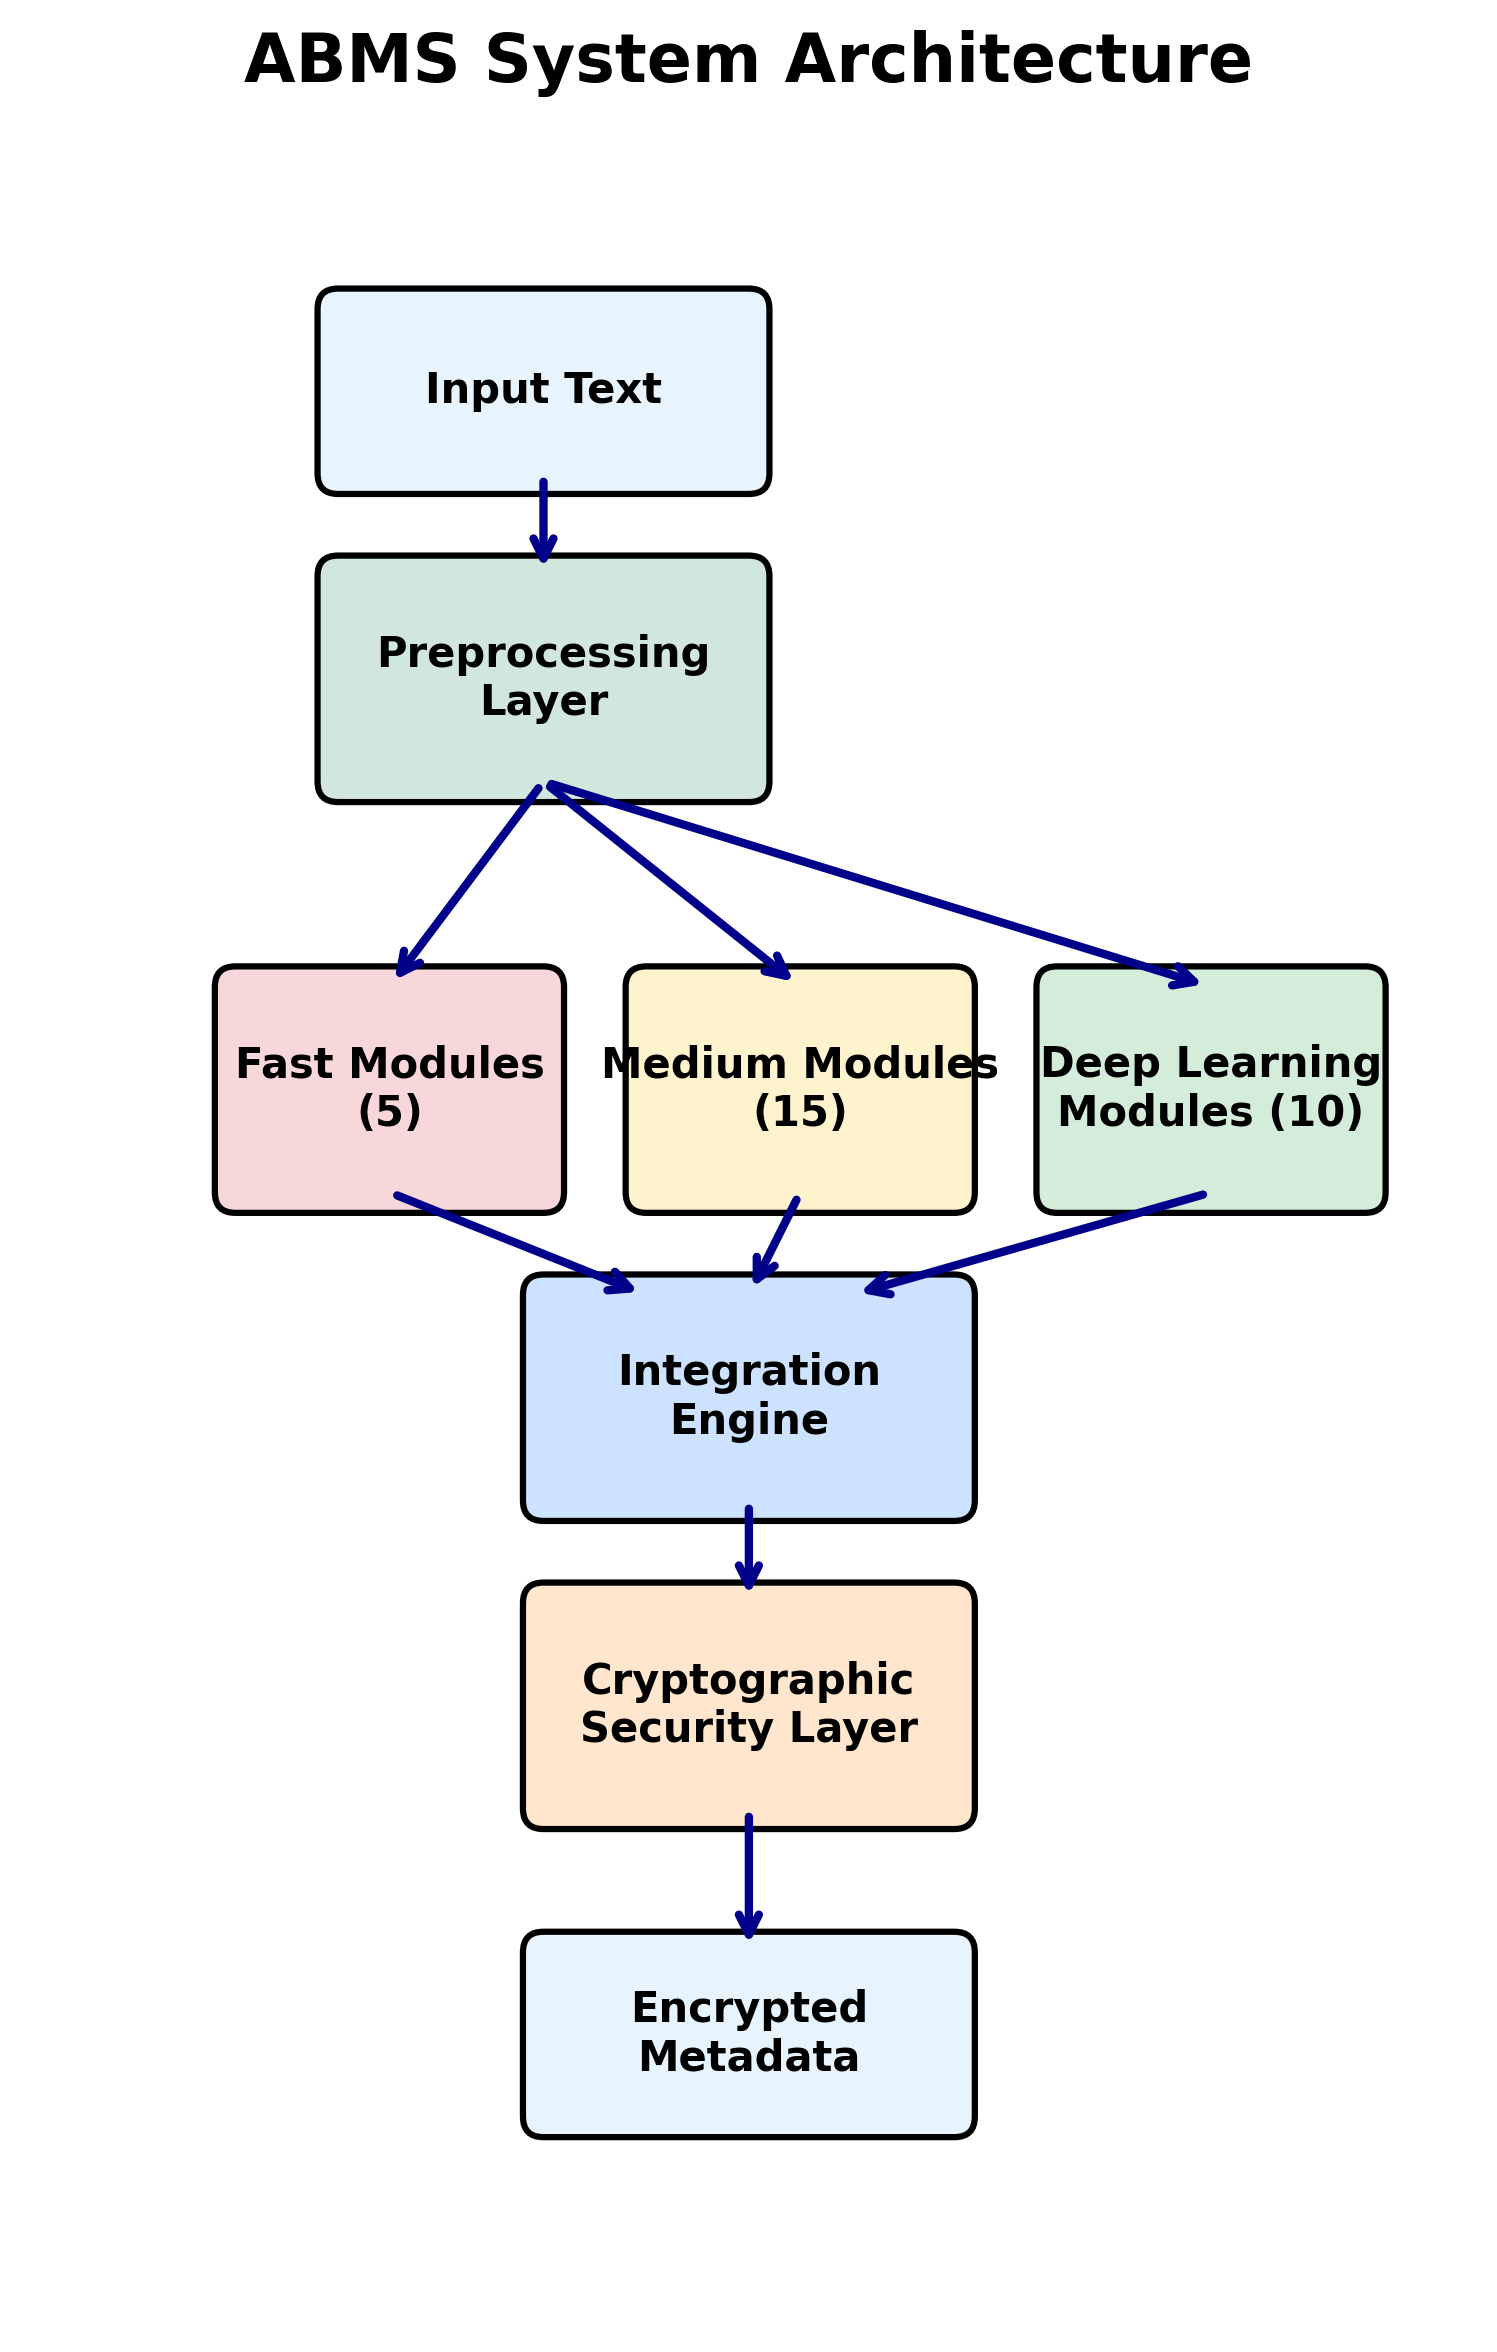 ABMS System Architecture
Input Text
Preprocessing
Layer
Fast Modules
(5)
Medium Modules
(15)
Deep Learning
Modules (10)
Integration
Engine
Cryptographic
Security Layer
Encrypted
Metadata